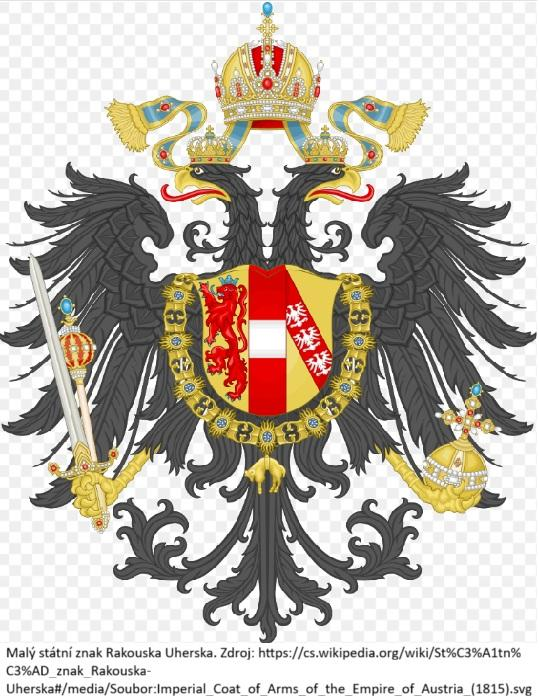 Malý státní znak Rakouska Uherska. Zdroj: https://cs.wikipedia.org/wiki/St%C3%A1tn%
C3%AD_znak_Rakouska-
Uherska#/media/Soubor:Imperial_Coat_of_Arms_of_the_Empire_of_Austria_(1815).svg